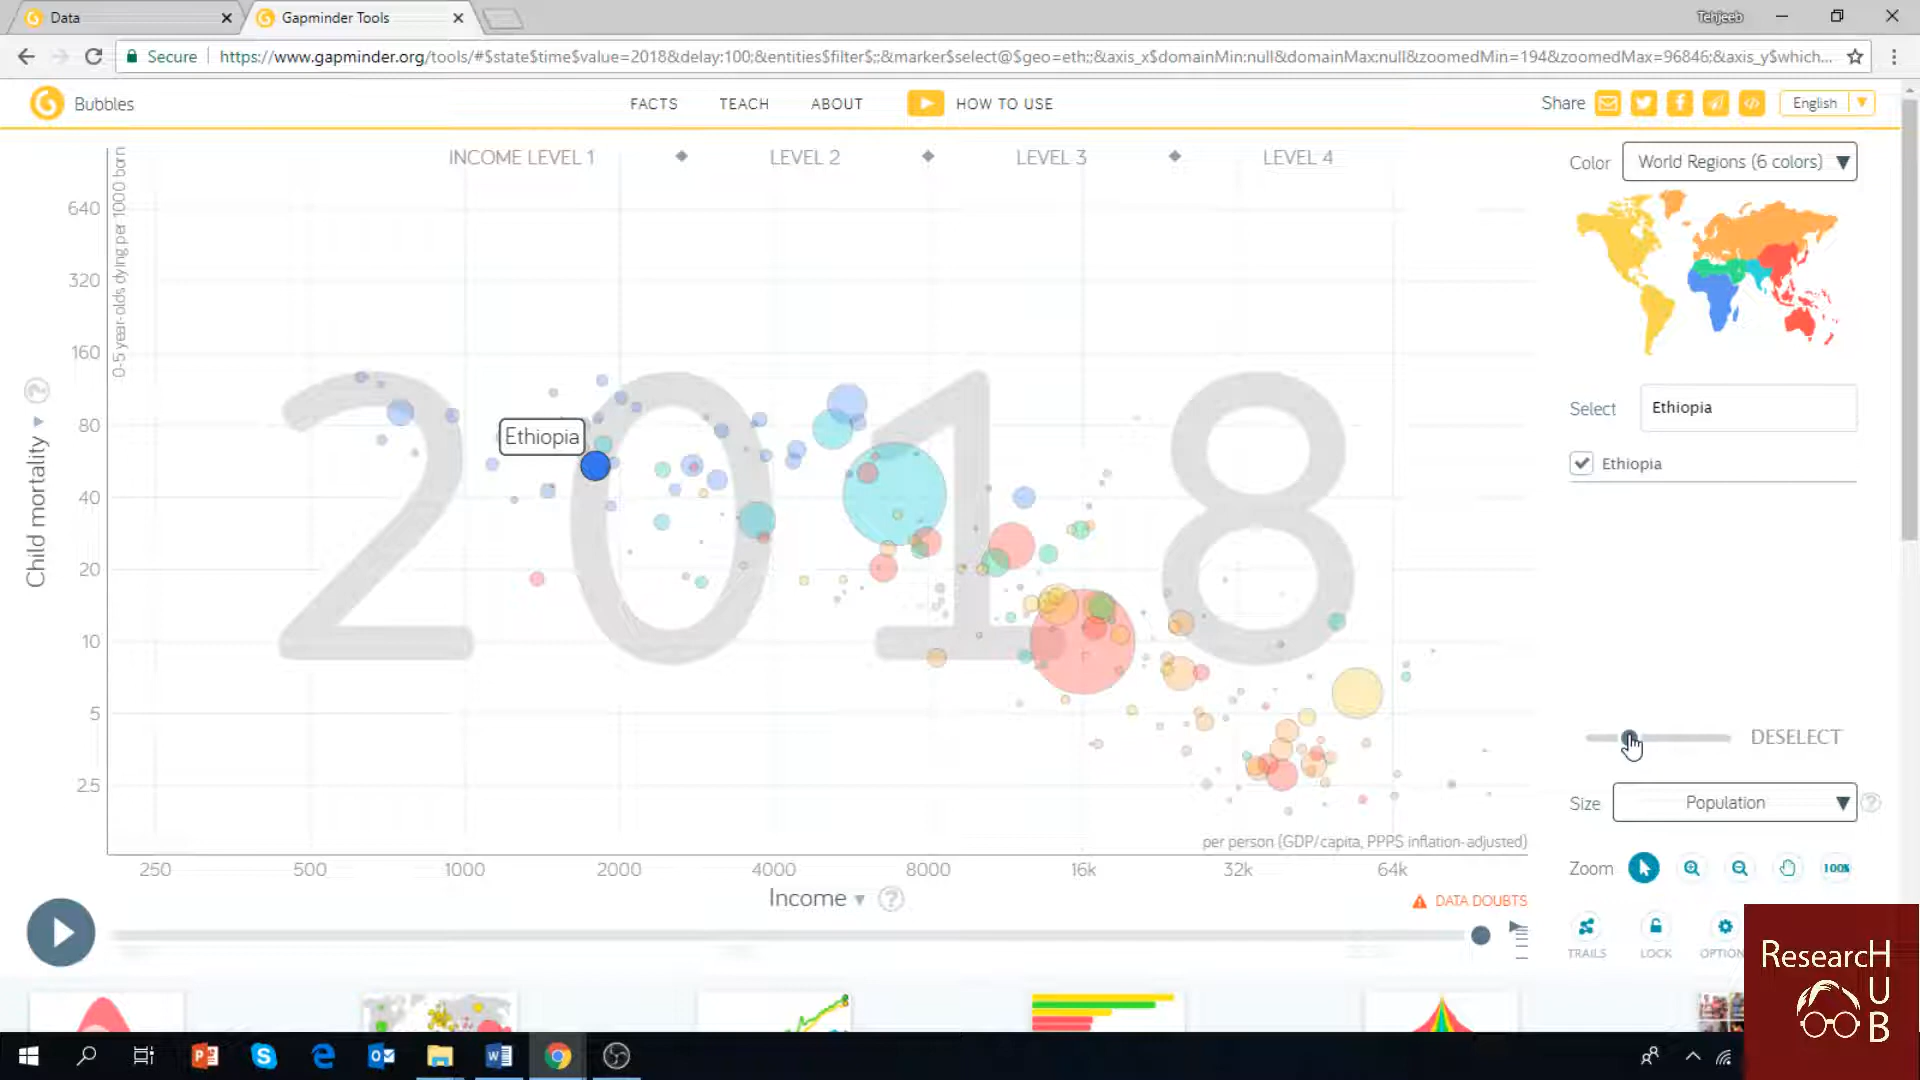 Data
Gapminder Tools
Tehjeeb
Secure
https://www.gapminder.org/tools/#$state$time$value=2018&delay:100;&entities$filter$;;&marker$select@$geo=eth;;&axis_x$domainMin:null&domainMax:null&zoomedMin=194&zoomedMax=96846;&axis_y$which...
Bubbles
FACTS
TEACH
ABOUT
HOW TO USE
Share
English
INCOME LEVEL 1
LEVEL 2
LEVEL 3
LEVEL 4
Color
World Regions (6 colors)
0-5 year-olds dying per 1000 born
640
320
160
80
40
20
10
5
2.5
Child mortality
2018
Ethiopia
Select
Ethiopia
Ethiopia
DESELECT
Size
Population
per person (GDP/capita, PPP$ inflation-adjusted)
250
500
1000
2000
4000
8000
16k
32k
64k
Zoom
100%
Income
DATA DOUBTS
TRAILS
LOCK
OPTION
ResearcH
U
B